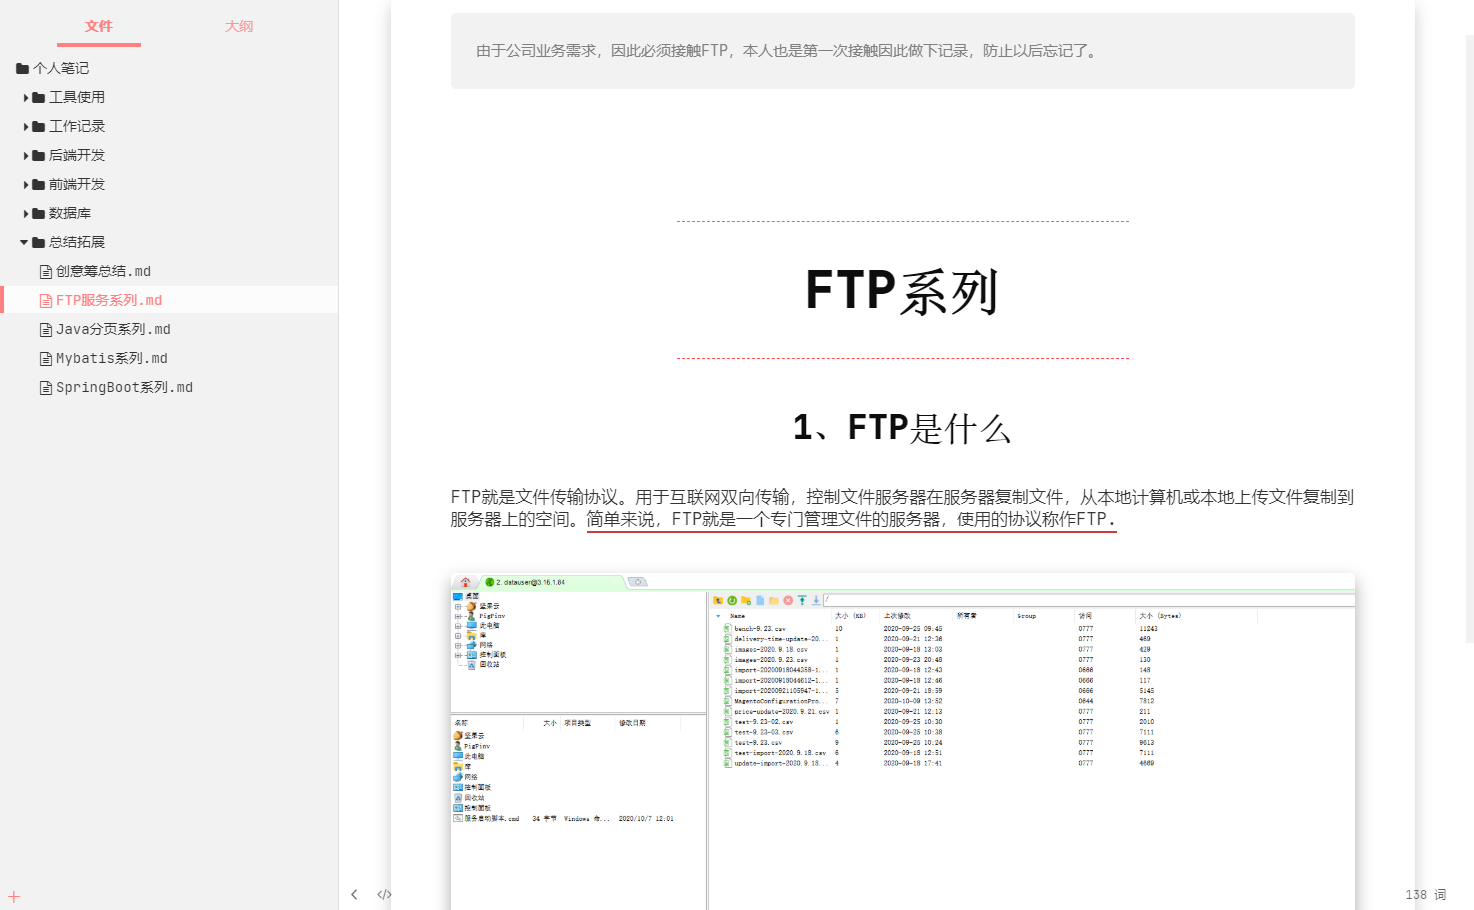 文件
大纲
个人笔记
工具使用
工作记录
后端开发
前端开发
数据库
总结拓展
创意筹总结.md
FTP服务系列.md
Java分页系列.md
Mybatis系列.md
SpringBoot系列.md
由于公司业务需求，因此必须接触FTP，本人也是第一次接触因此做下记录，防止以后忘记了。
FTP系列
1、FTP是什么
FTP就是文件传输协议。用于互联网双向传输，控制文件服务器在服务器复制文件，从本地计算机或本地上传文件复制到
服务器上的空间。简单来说，FTP就是一个专门管理文件的服务器，使用的协议称作FTP.
2. datauser@3.16.1.84
桌面
坚果云
PigPinv
此电脑
库
网络
控制面板
回收站
名称 大小 项目类型 修改日期
坚果云
PigPinv
此电脑
库
网络
控制面板
回收站
控制面板
服务启动脚本.cmd 34 字节 Windows 命... 2020/10/7 12:01
/
Name 大小 (KB) 上次修改 所有者 Group 访问 大小 (Bytes)
bench-9.23.csv 10 2020-09-25 09:45 0777 11243
delivery-time-update-20... 1 2020-09-21 12:36 0777 469
images-2020.9.18.csv 1 2020-09-18 13:03 0777 429
images-2020.9.23.csv 1 2020-09-23 20:48 0777 130
import-20200918044358-1... 1 2020-09-18 12:43 0666 148
import-20200918044612-1... 1 2020-09-18 12:46 0666 117
import-20200921105947-1... 5 2020-09-21 18:59 0666 5145
MagentoConfigurationPro... 7 2020-10-09 13:52 0644 7812
price-update-2020.9.21.csv 1 2020-09-21 12:13 0777 211
test-9.23-02.csv 1 2020-09-25 10:30 0777 2010
test-9.23-03.csv 6 2020-09-25 10:38 0777 7111
test-9.23.csv 9 2020-09-25 10:24 0777 9613
test-import-2020.9.18.csv 6 2020-09-18 12:51 0777 7111
update-import-2020.9.18... 4 2020-09-18 17:41 0777 4669
138 词